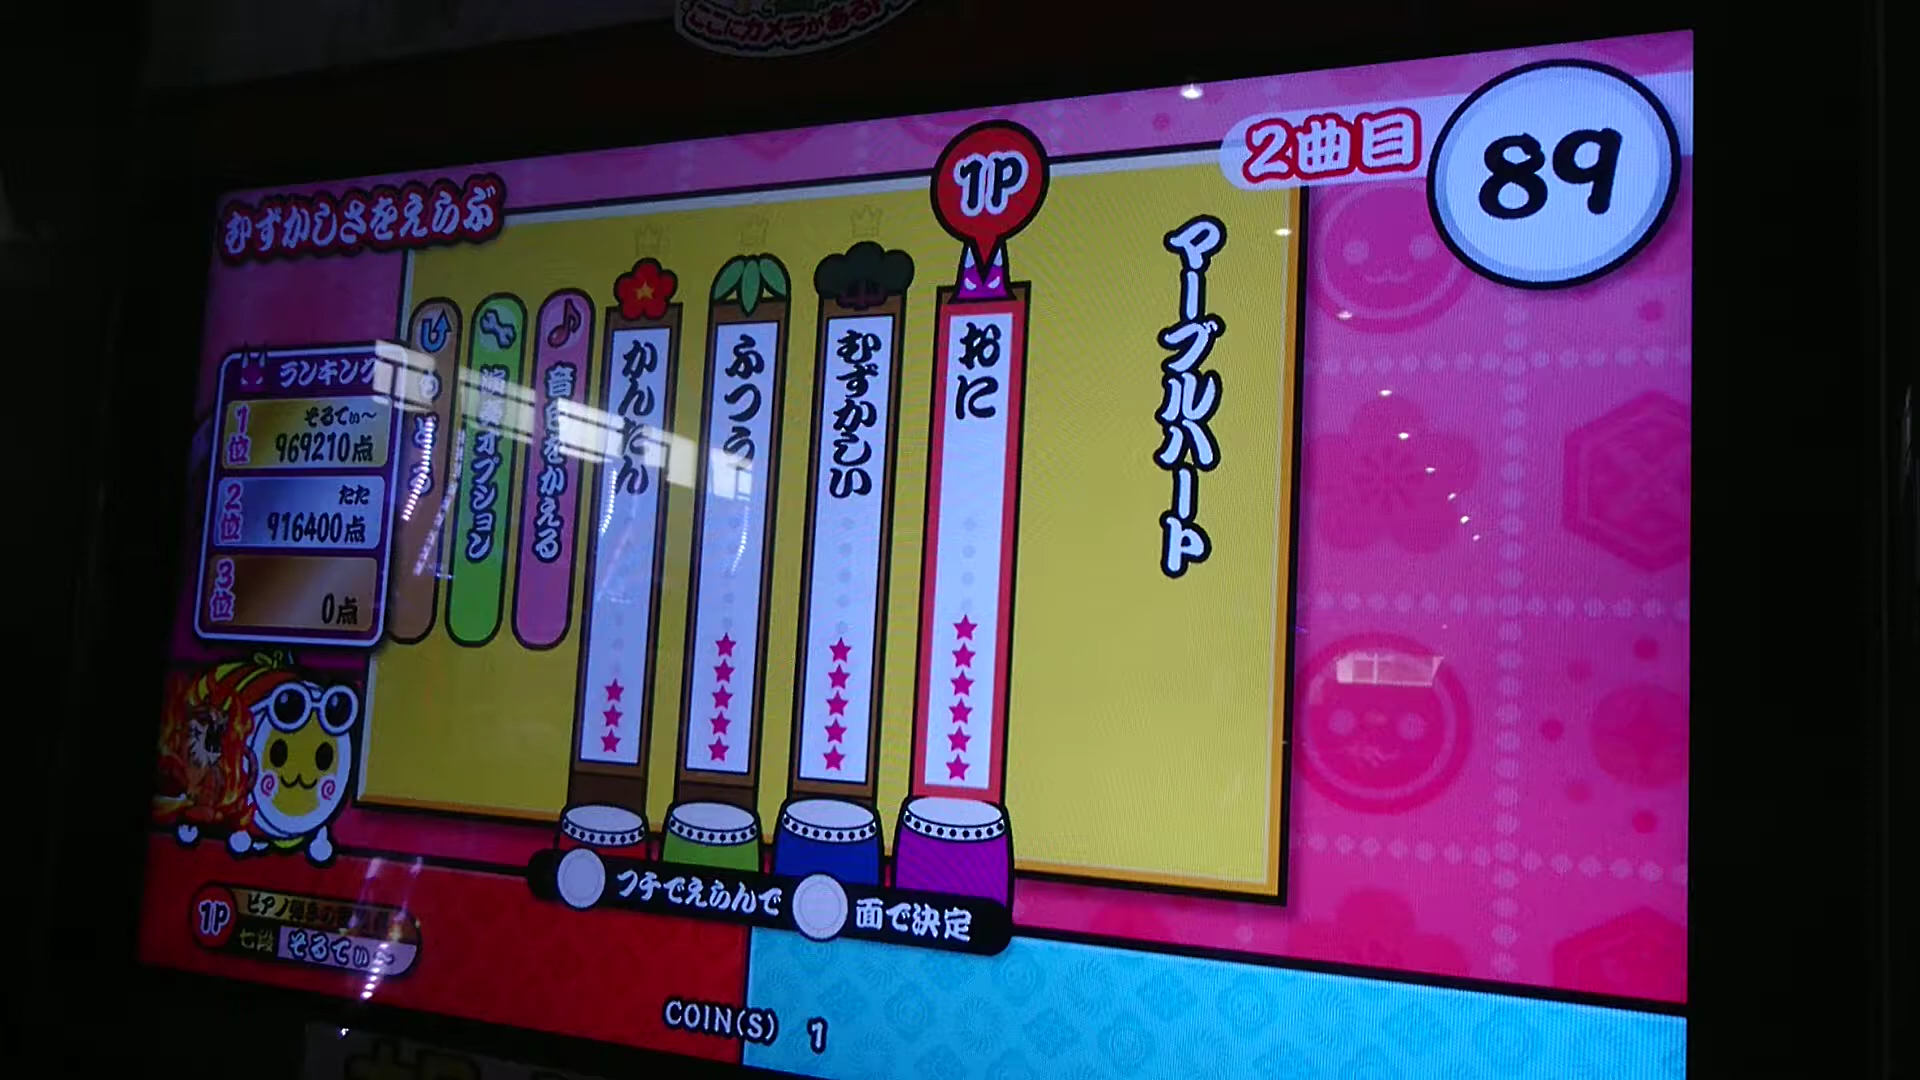 ここにカメラがある!
むずかしさをえらぶ
2曲目
89
1P
マーブルハート
ランキング
1位
そるてぃ〜
969210点
2位
たた
916400点
3位
0点
もどる
演奏オプション
音色をかえる
かんたん
ふつう
むずかしい
おに
フチでえらんで
面で決定
1P
ピアノ
七段
そるてぃ〜
COIN(S) 1